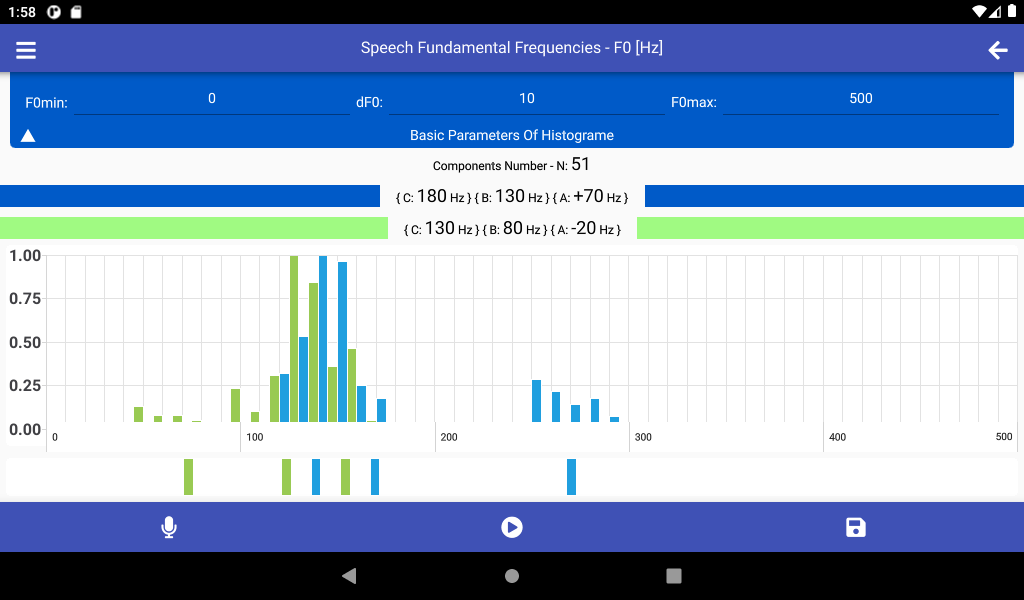 1:58
Speech Fundamental Frequencies - F0 [Hz]
F0min: 0 dF0: 10 F0max: 500
Basic Parameters Of Histograme
Components Number - N: 51
{ C: 180 Hz } { B: 130 Hz } { A: +70 Hz }
{ C: 130 Hz } { B: 80 Hz } { A: -20 Hz }
1.00
0.75
0.50
0.25
0.00
0 100 200 300 400 500